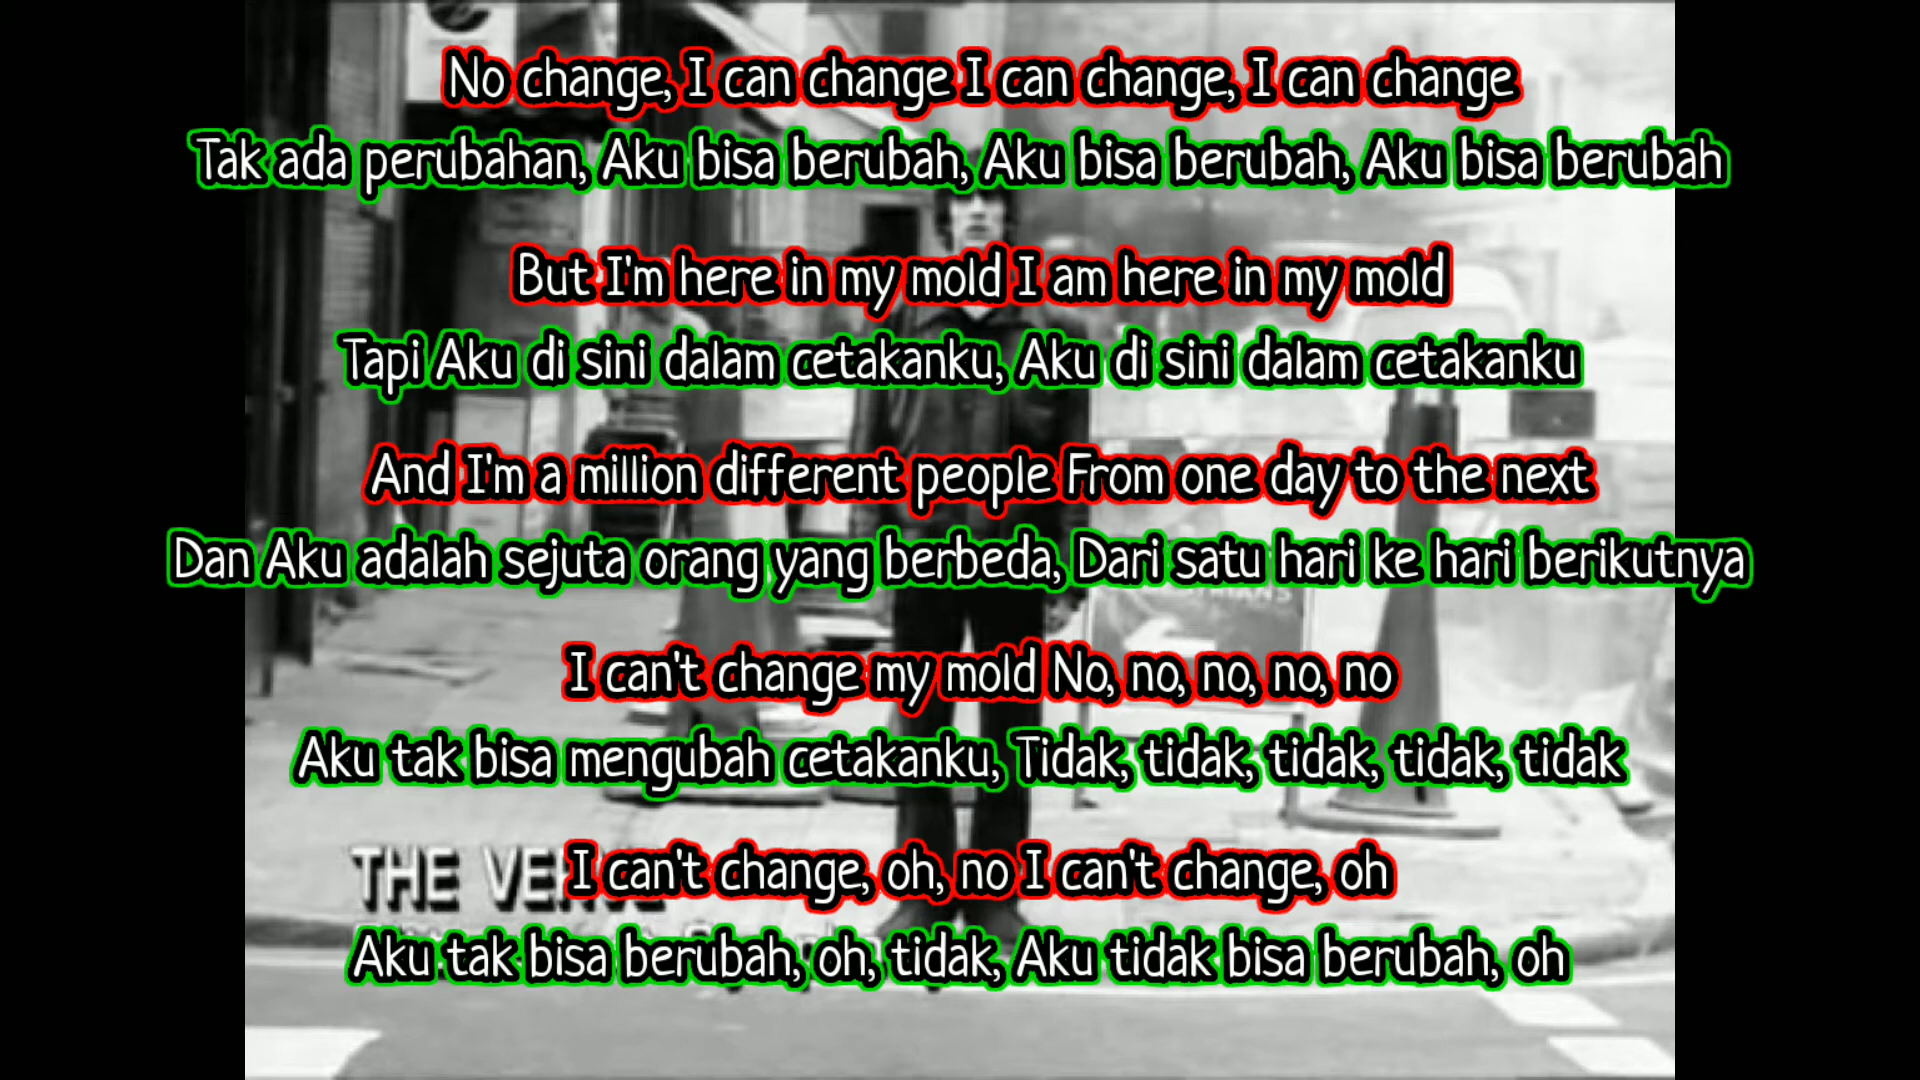 No change, I can change I can change, I can change
Tak ada perubahan, Aku bisa berubah, Aku bisa berubah, Aku bisa berubah
But I'm here in my mold I am here in my mold
Tapi Aku di sini dalam cetakanku, Aku di sini dalam cetakanku
And I'm a million different people From one day to the next
Dan Aku adalah sejuta orang yang berbeda, Dari satu hari ke hari berikutnya
I can't change my mold No, no, no, no, no
Aku tak bisa mengubah cetakanku, Tidak, tidak, tidak, tidak, tidak
THE
I can't change, oh, no I can't change, oh
Aku tak bisa berubah, oh, tidak, Aku tidak bisa berubah, oh